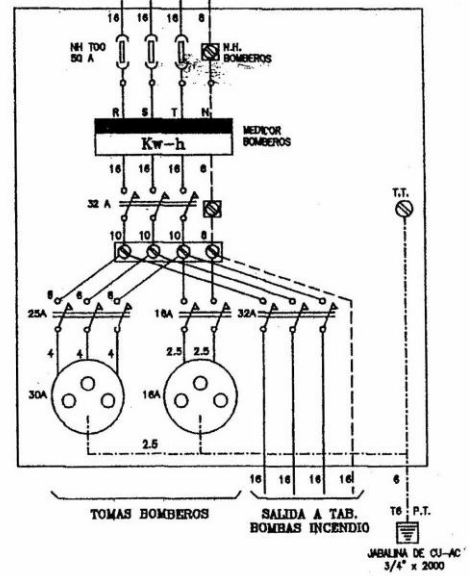 16 16 16 6
NH TOO
50 A
N.H.
BOMBEROS
R S T N
Kw-h
MEDIDOR
BOMBEROS
16 16 16 6
32 A
T.T.
10 10 10 6
6 6 6
25A 16A 32A
4 4 4 2.5 2.5
30A 16A
2.5
16 16 16 16 6
TOMAS BOMBEROS
SALIDA A TAB.
BOMBAS INCENDIO
T6 P.T.
JABALINA DE CU-AC
3/4" x 2000